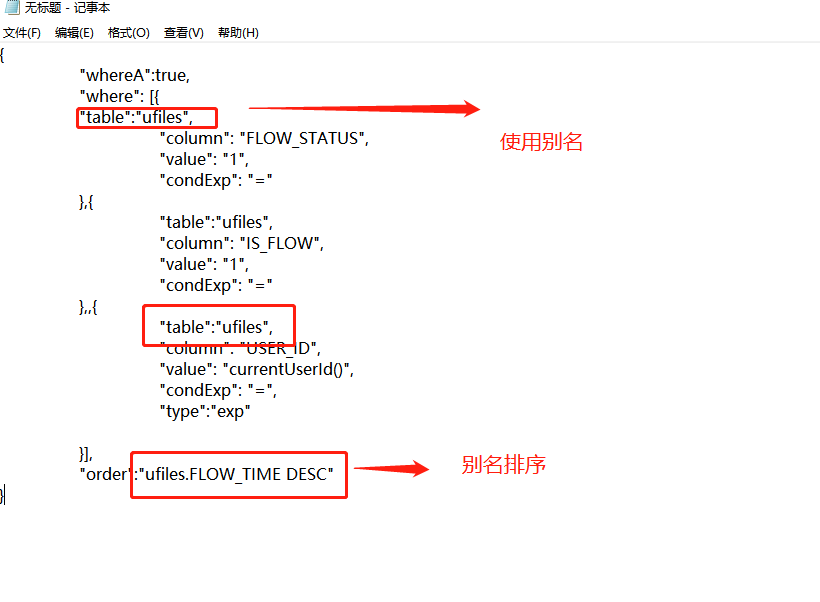 无标题 - 记事本
文件(F) 编辑(E) 格式(O) 查看(V) 帮助(H)
{
"whereA":true,
"where": [{
"table":"ufiles",
使用别名
"column": "FLOW_STATUS",
"value": "1",
"condExp": "="
},{
"table":"ufiles",
"column": "IS_FLOW",
"value": "1",
"condExp": "="
},,{
"table":"ufiles",
"column": "USER_ID",
"value": "currentUserId()",
"condExp": "=",
"type":"exp"
}],
"order":"ufiles.FLOW_TIME DESC"
别名排序
}